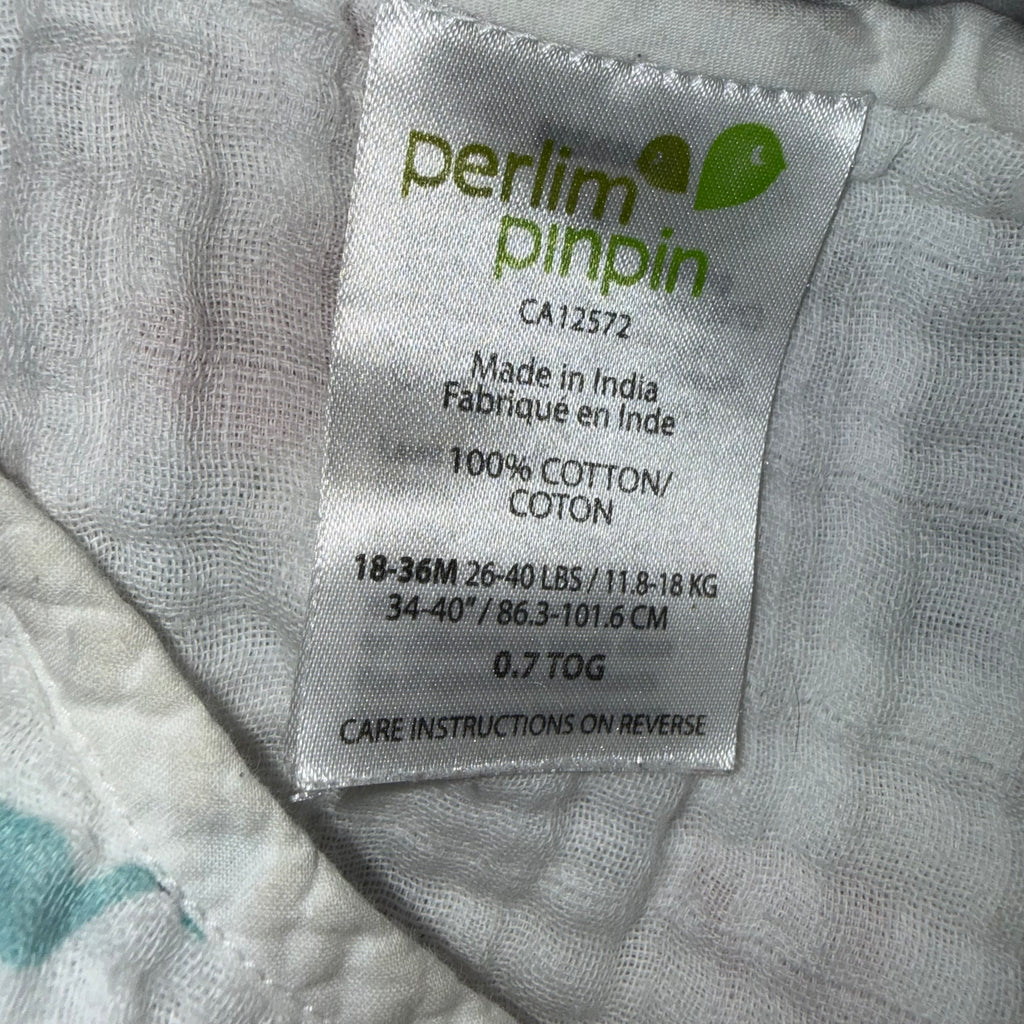 perlim
pinpin
CA12572
Made in India
Fabrique en Inde
100% COTTON/
COTON
18-36M 26-40 LBS / 11.8-18 KG
34-40" / 86.3-101.6 CM
0.7 TOG
CARE INSTRUCTIONS ON REVERSE